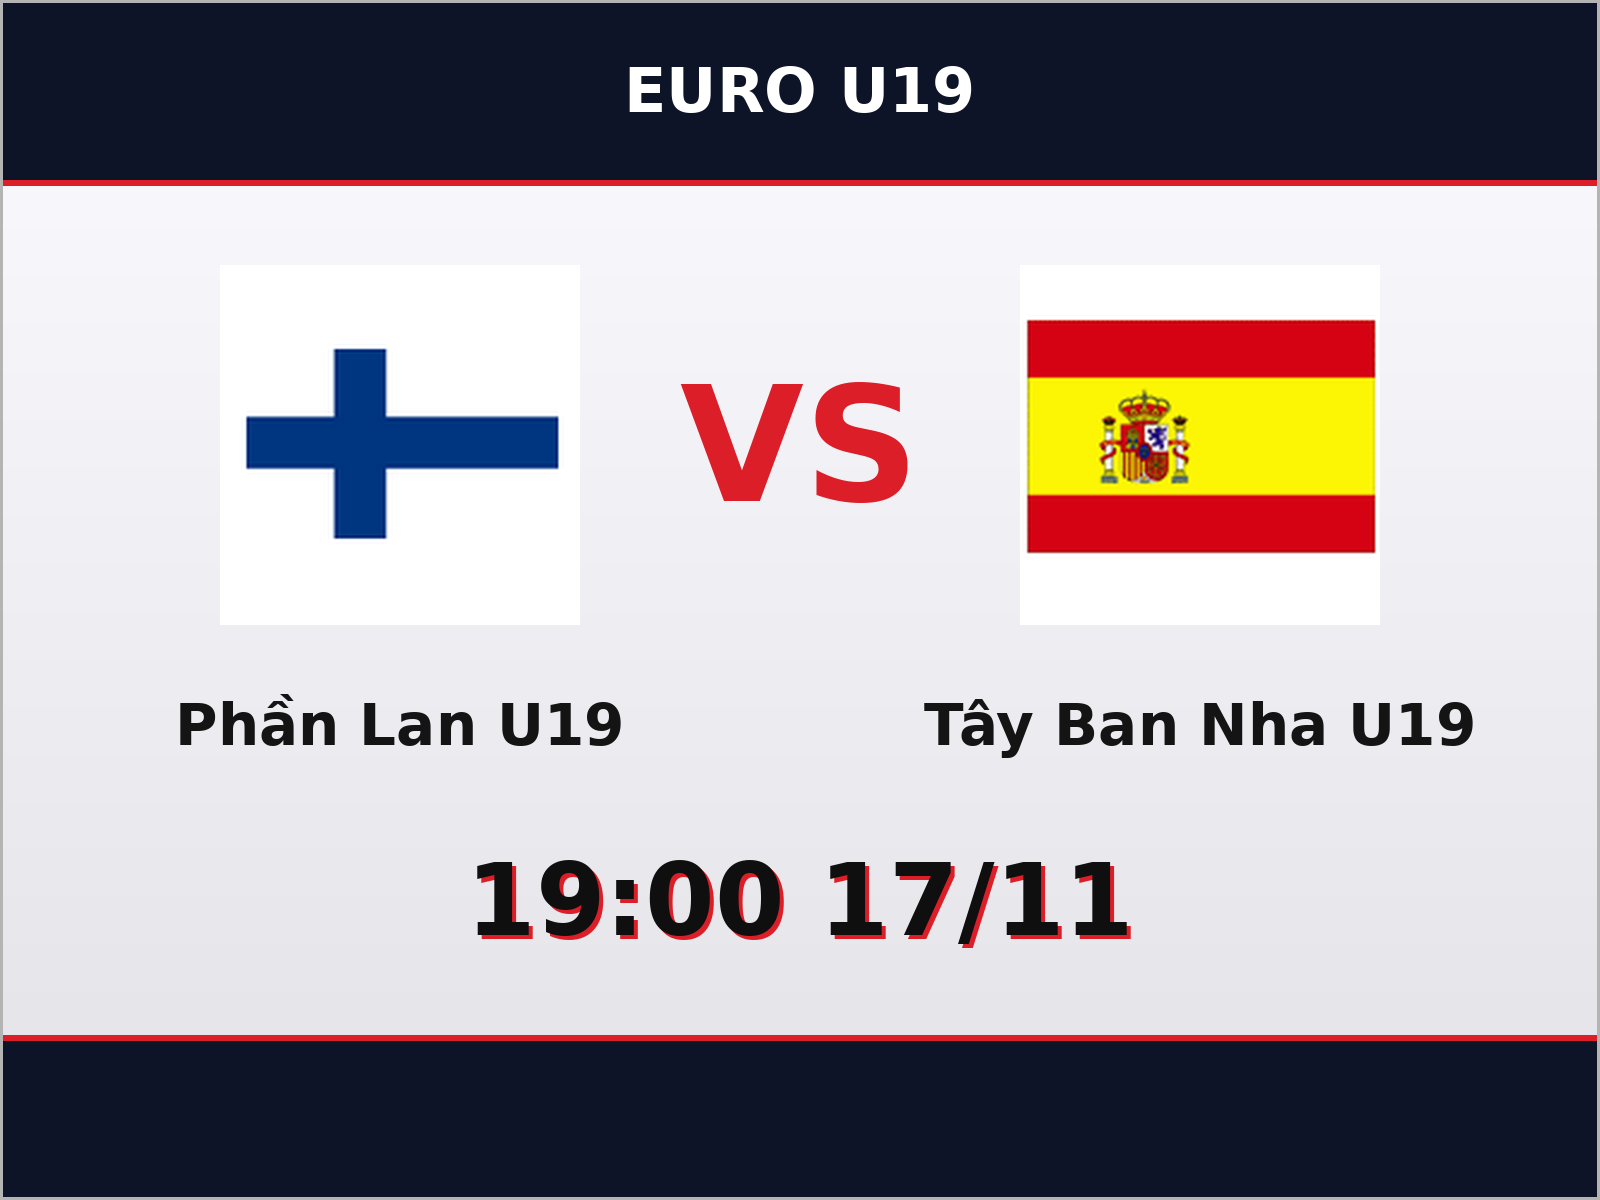 EURO U19
VS
Phần Lan U19
Tây Ban Nha U19
19:00 17/11